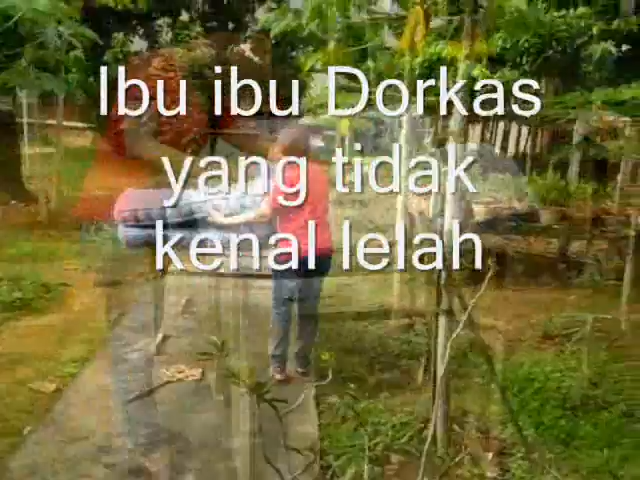 Ibu ibu Dorkas
yang tidak
kenal lelah